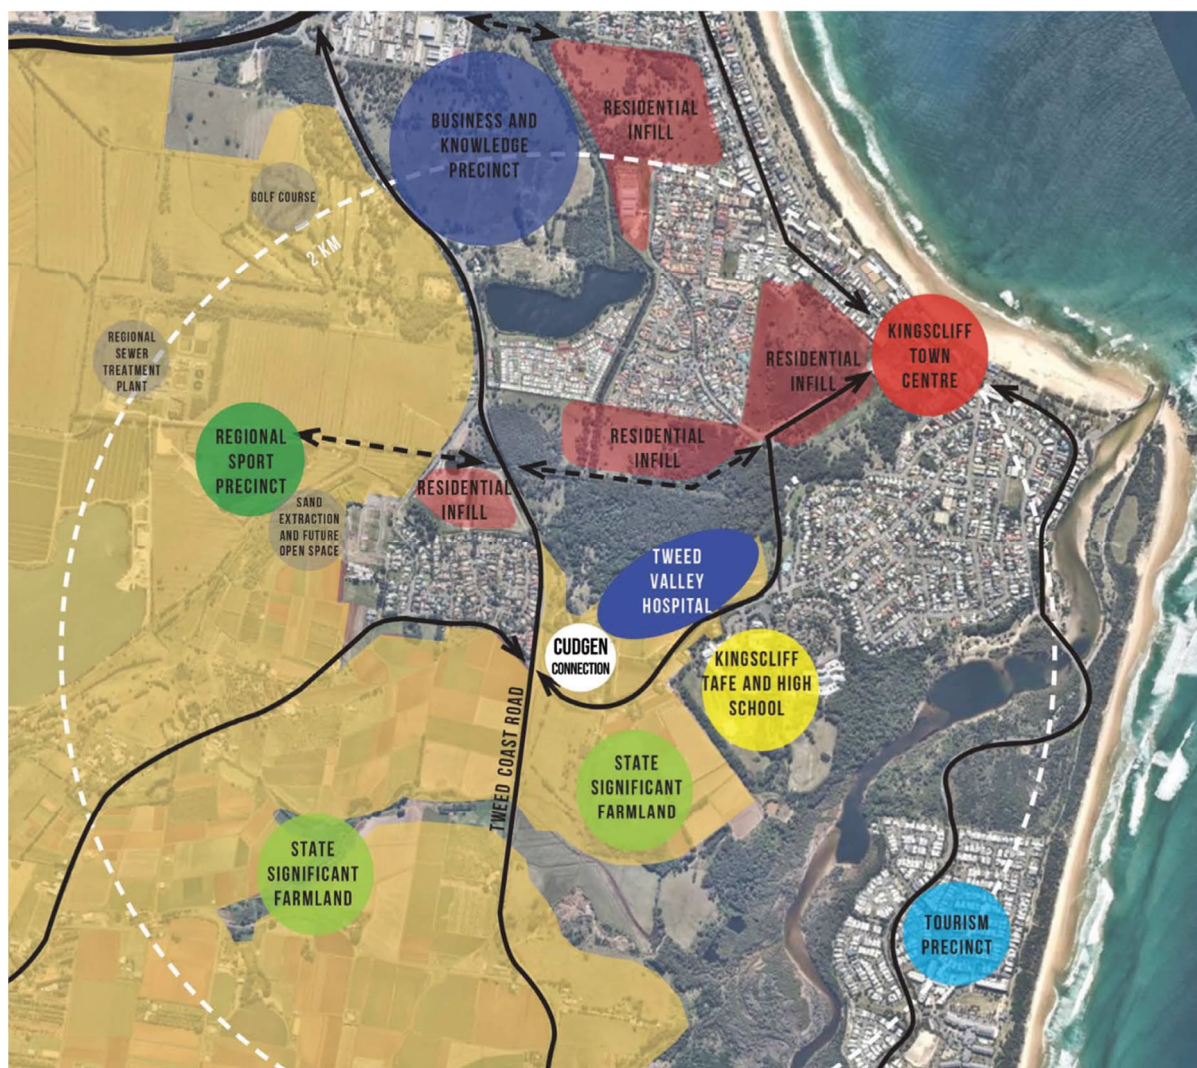 RESIDENTIAL
INFILL
BUSINESS AND
KNOWLEDGE
PRECINCT
GOLF COURSE
2 KM
REGIONAL
SEWER
TREATMENT
PLANT
KINGSCLIFF
TOWN
CENTRE
RESIDENTIAL
INFILL
REGIONAL
SPORT
PRECINCT
RESIDENTIAL
INFILL
RESIDENTIAL
INFILL
SAND
EXTRACTION
AND FUTURE
OPEN SPACE
TWEED
VALLEY
HOSPITAL
CUDGEN
CONNECTION
KINGSCLIFF
TAFE AND HIGH
SCHOOL
TWEED COAST ROAD
STATE
SIGNIFICANT
FARMLAND
STATE
SIGNIFICANT
FARMLAND
TOURISM
PRECINCT